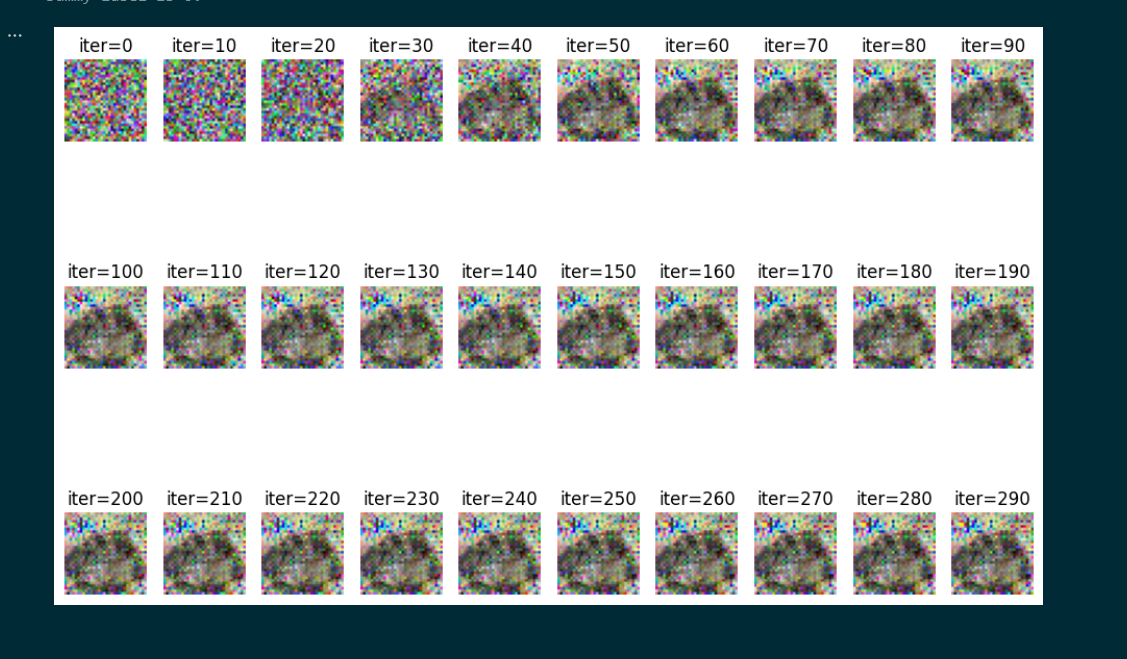 ...
iter=0 iter=10 iter=20 iter=30 iter=40 iter=50 iter=60 iter=70 iter=80 iter=90
iter=100 iter=110 iter=120 iter=130 iter=140 iter=150 iter=160 iter=170 iter=180 iter=190
iter=200 iter=210 iter=220 iter=230 iter=240 iter=250 iter=260 iter=270 iter=280 iter=290